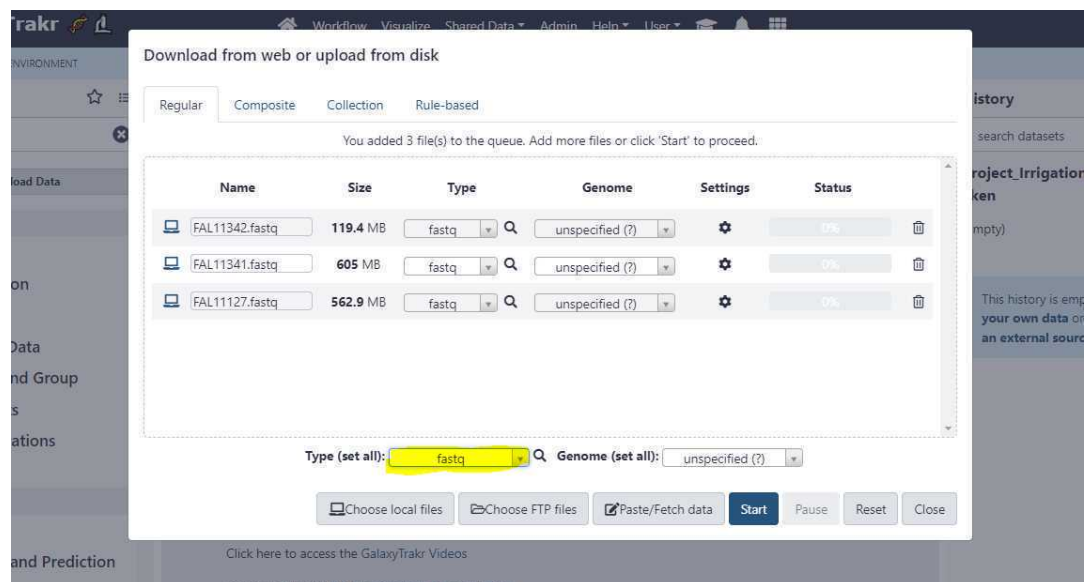 rakr Workflow Visualize Shared Data Admin Help User
NVIRONMENT
Download from web or upload from disk
Regular Composite Collection Rule-based
istory
You added 3 file(s) to the queue. Add more files or click 'Start' to proceed.
search datasets
load Data
roject_Irrigation
ken
mpty)
Name Size Type Genome Settings Status
FAL11342.fastq 119.4 MB fastq unspecified (?) 0%
FAL11341.fastq 605 MB fastq unspecified (?) 0%
FAL11127.fastq 562.9 MB fastq unspecified (?) 0%
on
This history is emp
your own data or
an external sourc
Data
nd Group
s
ations
Type (set all): fastq Genome (set all): unspecified (?)
Choose local files Choose FTP files Paste/Fetch data Start Pause Reset Close
Click here to access the GalaxyTrakr Videos
and Prediction